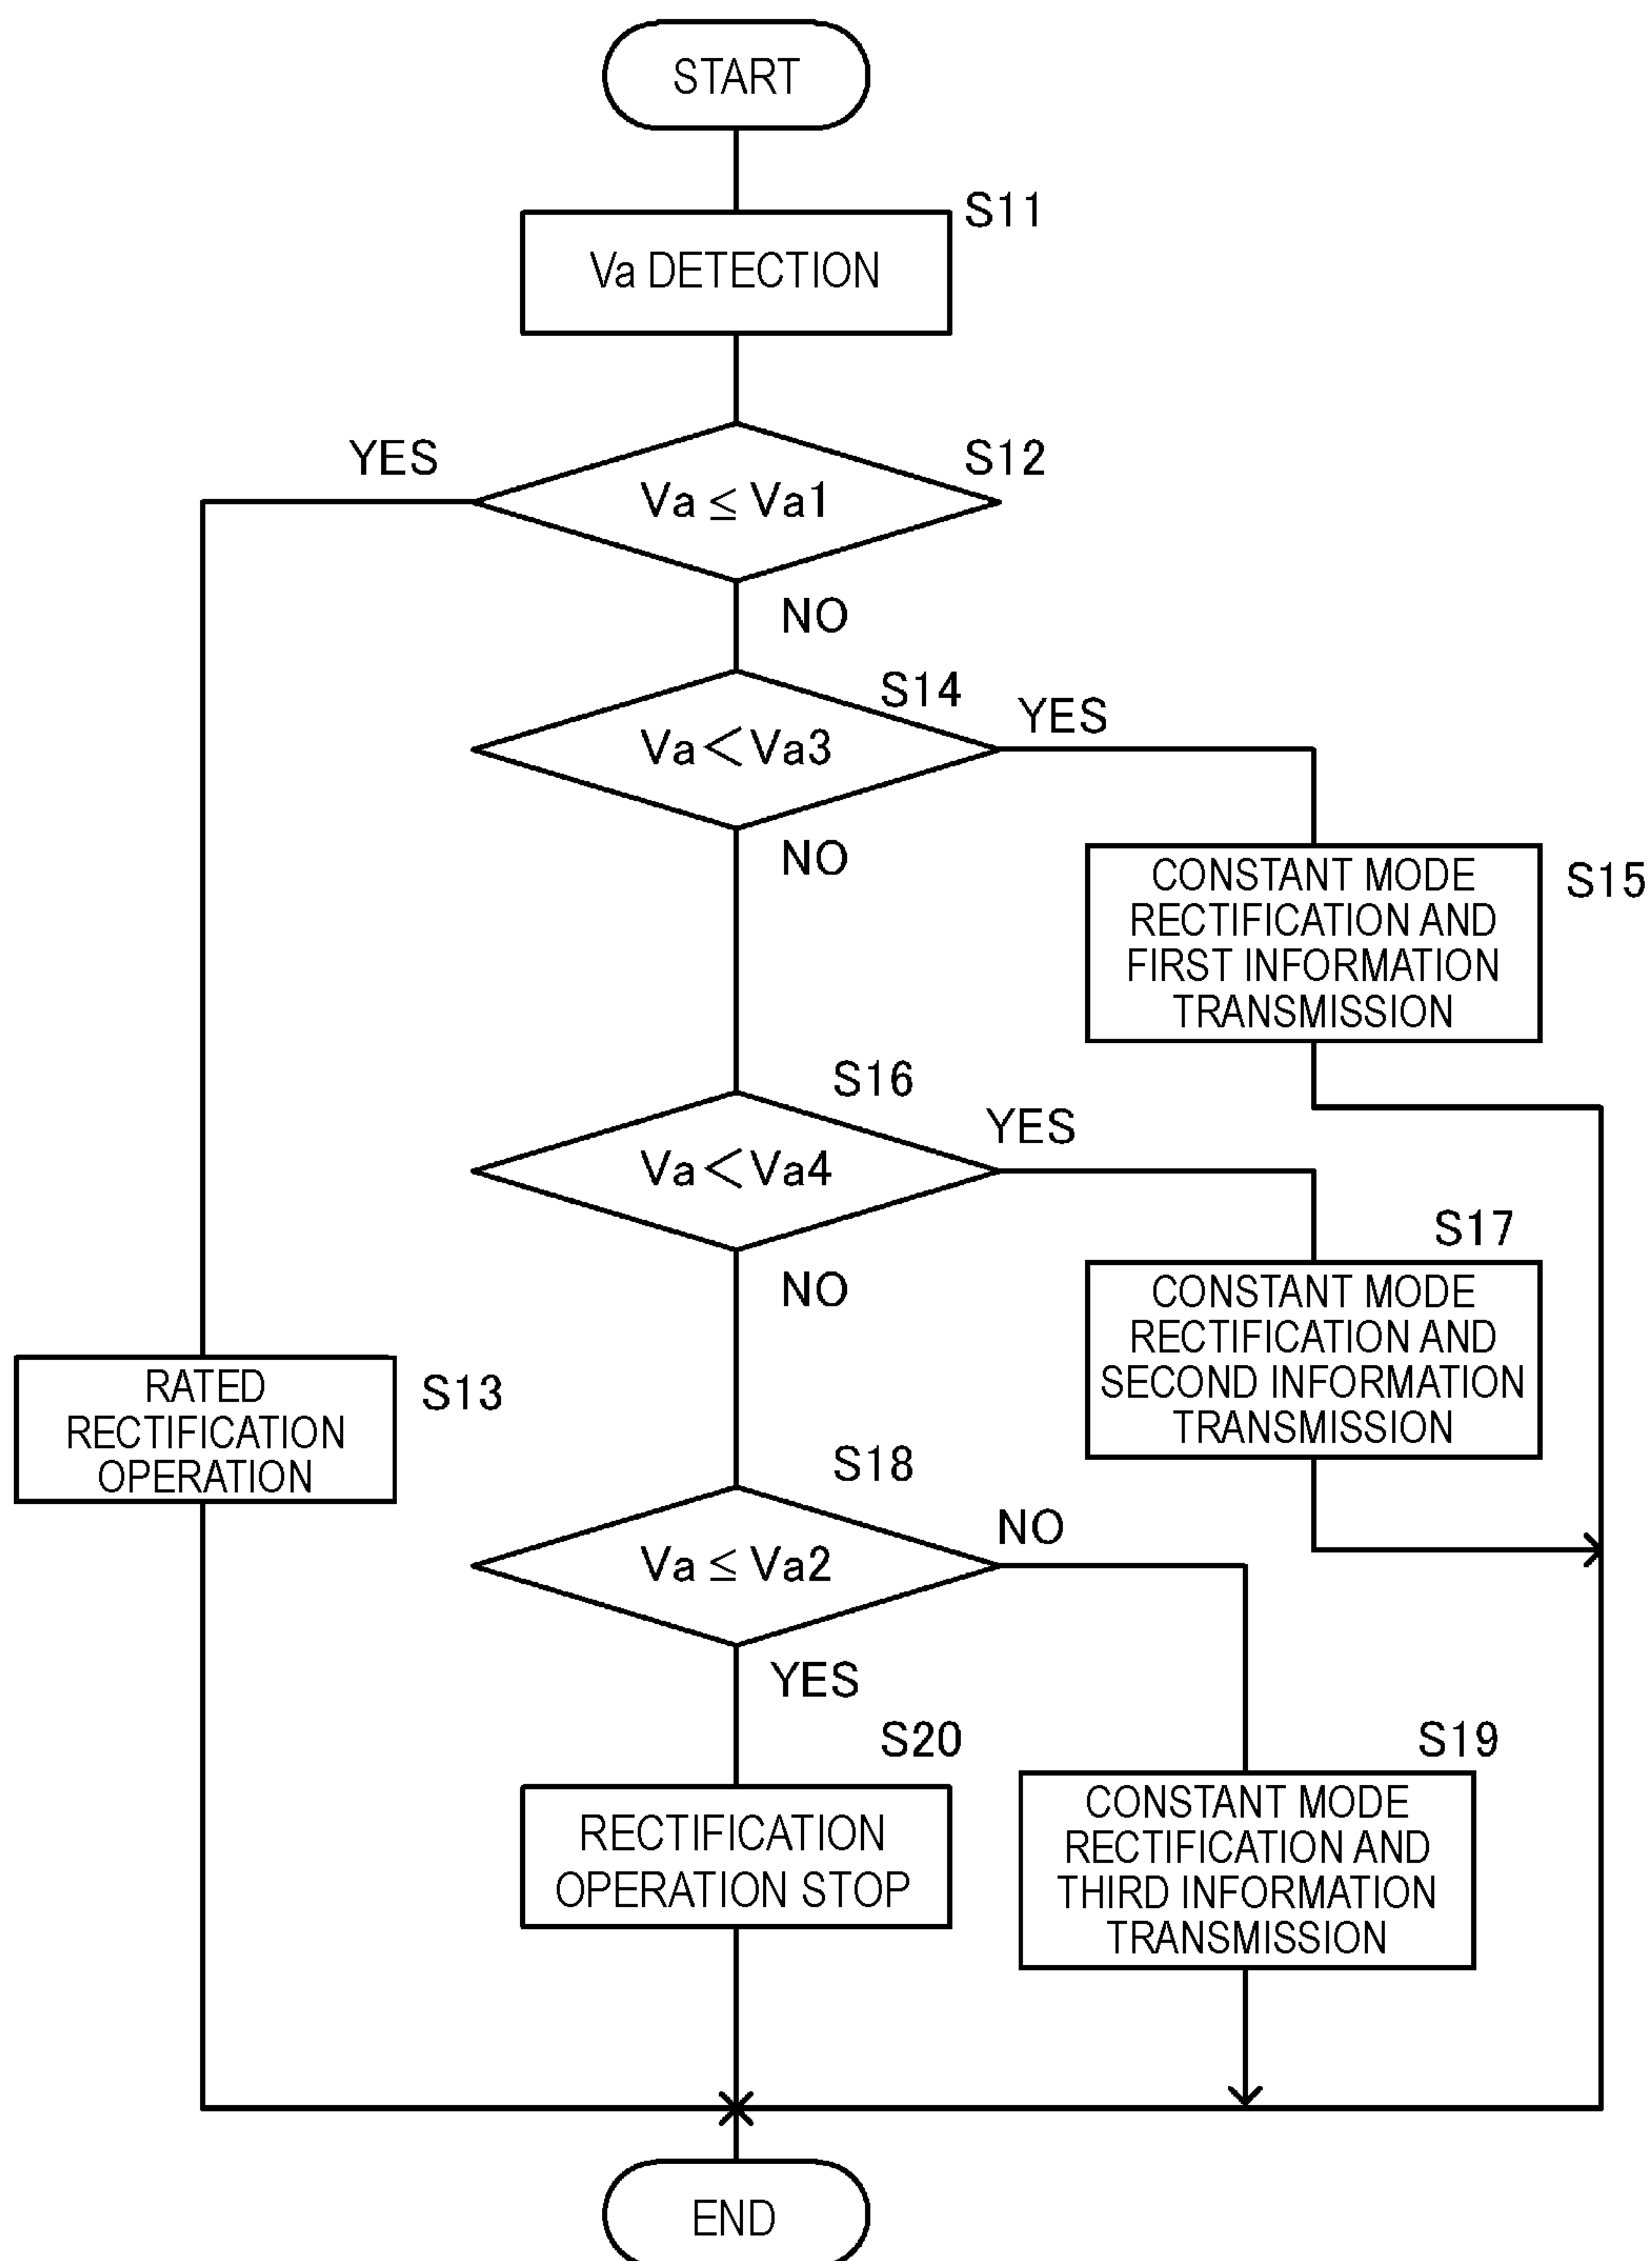 START
S11
Va DETECTION
YES
S12
Va ≦ Va1
NO
S14
YES
Va＜Va3
NO
CONSTANT MODE
RECTIFICATION AND
FIRST INFORMATION
TRANSMISSION
S15
S16
YES
Va＜Va4
NO
S17
CONSTANT MODE
RECTIFICATION AND
SECOND INFORMATION
TRANSMISSION
RATED
RECTIFICATION
OPERATION
S13
S18
NO
Va ≦ Va2
YES
S20
RECTIFICATION
OPERATION STOP
S19
CONSTANT MODE
RECTIFICATION AND
THIRD INFORMATION
TRANSMISSION
END